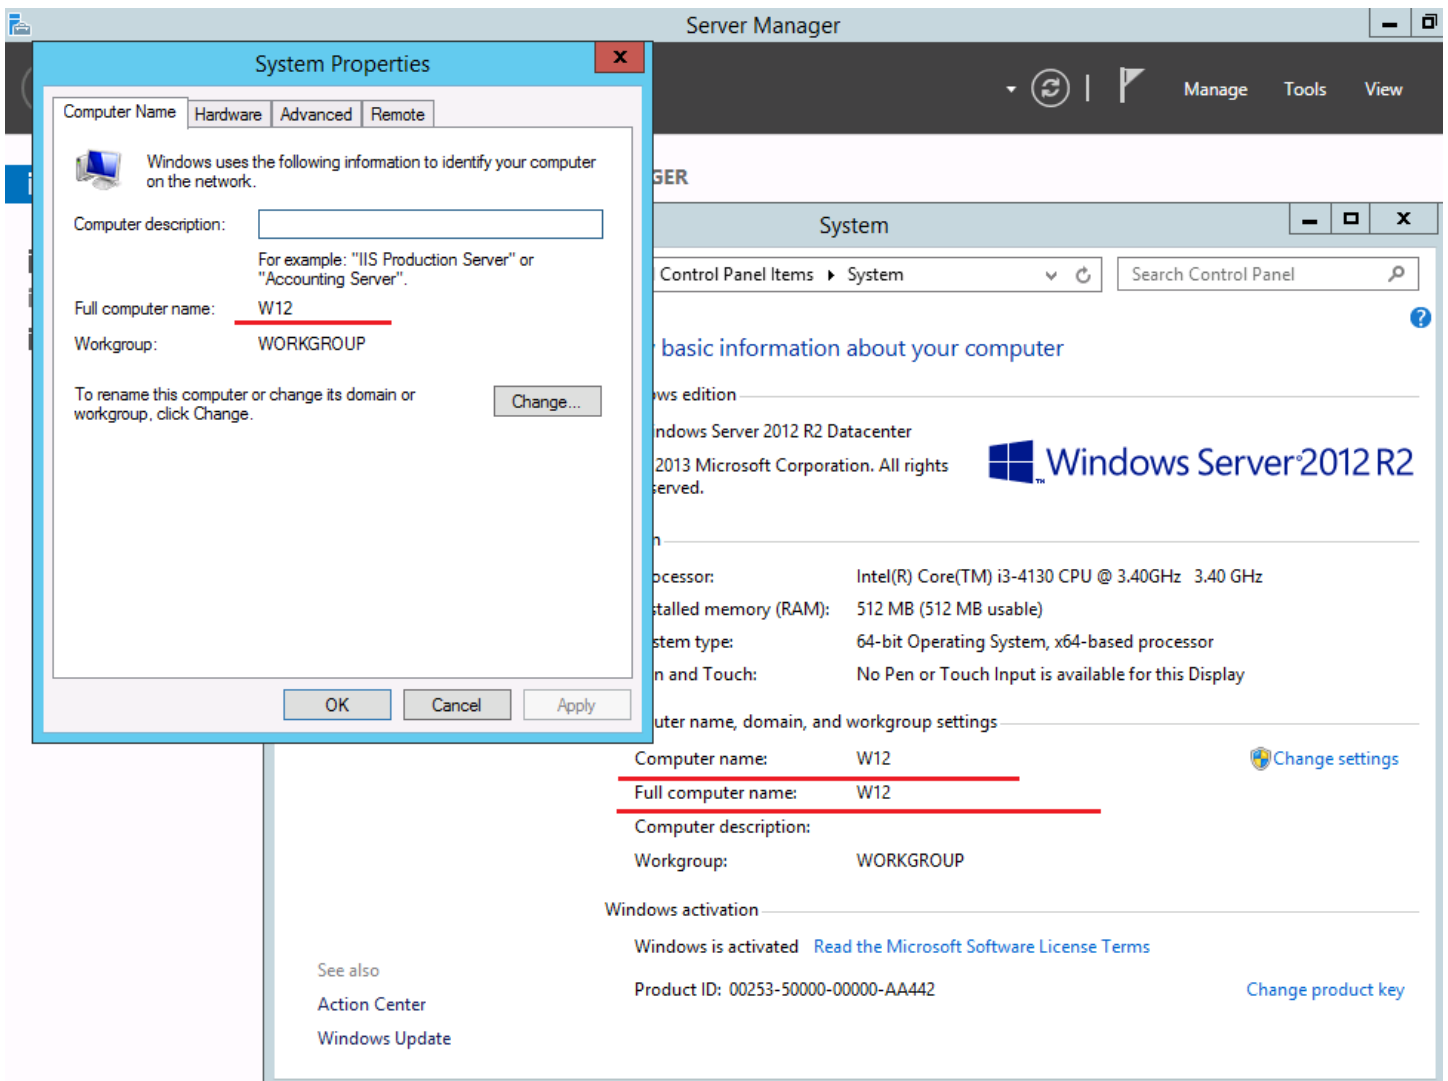 Server Manager
System Properties
Manage Tools View
Computer Name Hardware Advanced Remote
Windows uses the following information to identify your computer
on the network.
Computer description:
For example: "IIS Production Server" or
"Accounting Server".
Full computer name: W12
Workgroup: WORKGROUP
To rename this computer or change its domain or
workgroup, click Change.
Change...
OK Cancel Apply
GER
System
Control Panel Items System
Search Control Panel
basic information about your computer
ws edition
indows Server 2012 R2 Datacenter
2013 Microsoft Corporation. All rights
served.
Windows Server 2012 R2
ocessor: Intel(R) Core(TM) i3-4130 CPU @ 3.40GHz 3.40 GHz
stalled memory (RAM): 512 MB (512 MB usable)
stem type: 64-bit Operating System, x64-based processor
n and Touch: No Pen or Touch Input is available for this Display
uter name, domain, and workgroup settings
Computer name: W12
Change settings
Full computer name: W12
Computer description:
Workgroup: WORKGROUP
Windows activation
Windows is activated Read the Microsoft Software License Terms
Product ID: 00253-50000-00000-AA442
Change product key
See also
Action Center
Windows Update